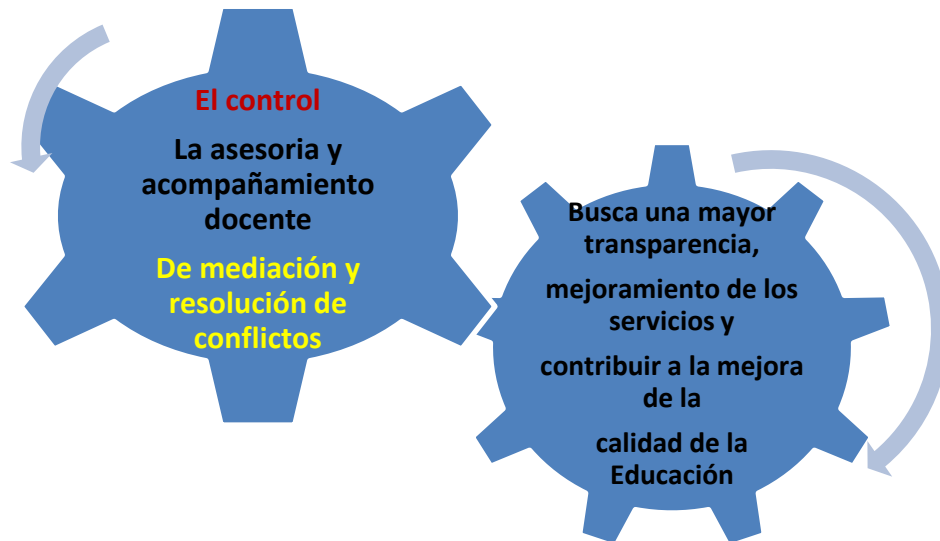 El control
La asesoria y
acompañamiento
docente
De mediación y
resolución de
conflictos
Busca una mayor
transparencia,
mejoramiento de los
servicios y
contribuir a la mejora
de la
calidad de la
Educación